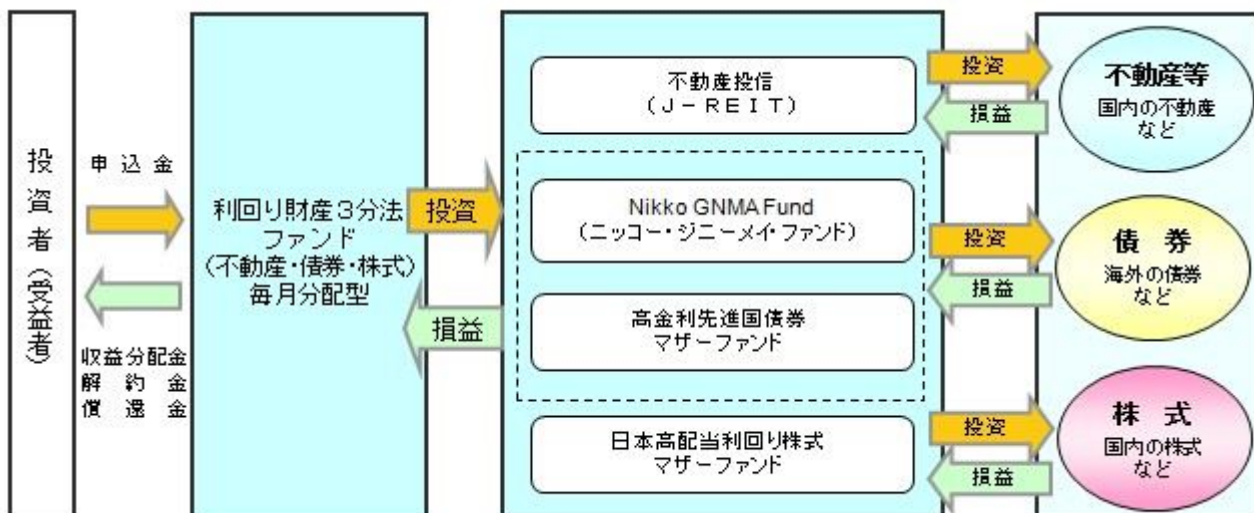 投資者(受益者)
申込金
収益分配金
解約金
償還金
利回り財産3分法
ファンド
(不動産・債券・株式)
毎月分配型
投資
損益
不動産投信
(J-REIT)
Nikko GNMA Fund
(ニッコー・ジニーメイ・ファンド)
高金利先進国債券
マザーファンド
日本高配当利回り株式
マザーファンド
投資
損益
投資
損益
投資
損益
不動産等
国内の不動産
など
債券
海外の債券
など
株式
国内の株式
など